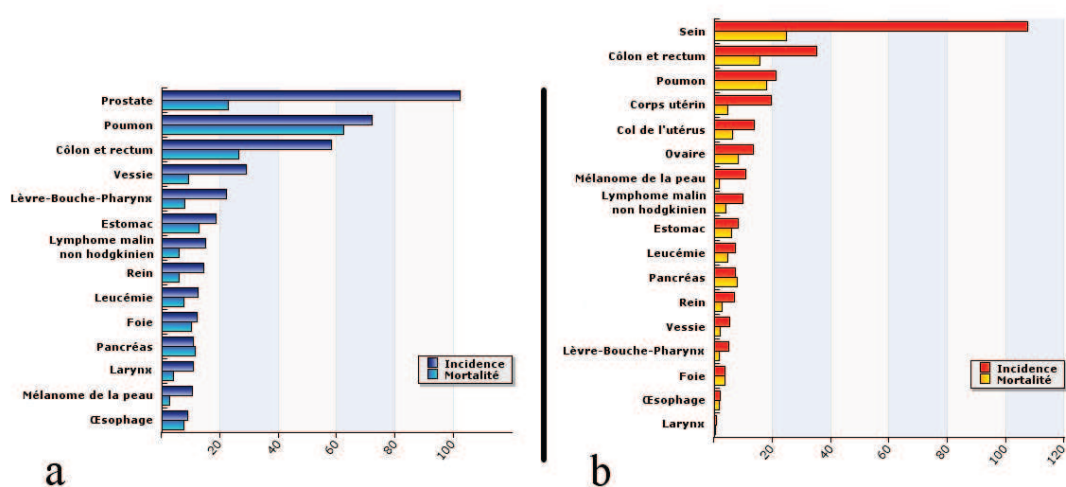 Prostate
Poumon
Côlon et rectum
Vessie
Lèvre-Bouche-Pharynx
Estomac
Lymphome malin
non hodgkinien
Rein
Leucémie
Foie
Pancréas
Larynx
Mélanome de la peau
Œsophage
Incidence
Mortalité
20
40
60
80
100
a
Sein
Côlon et rectum
Poumon
Corps utérin
Col de l'utérus
Ovaire
Mélanome de la peau
Lymphome malin
non hodgkinien
Estomac
Leucémie
Pancréas
Rein
Vessie
Lèvre-Bouche-Pharynx
Foie
Œsophage
Larynx
Incidence
Mortalité
20
40
60
80
100
120
b